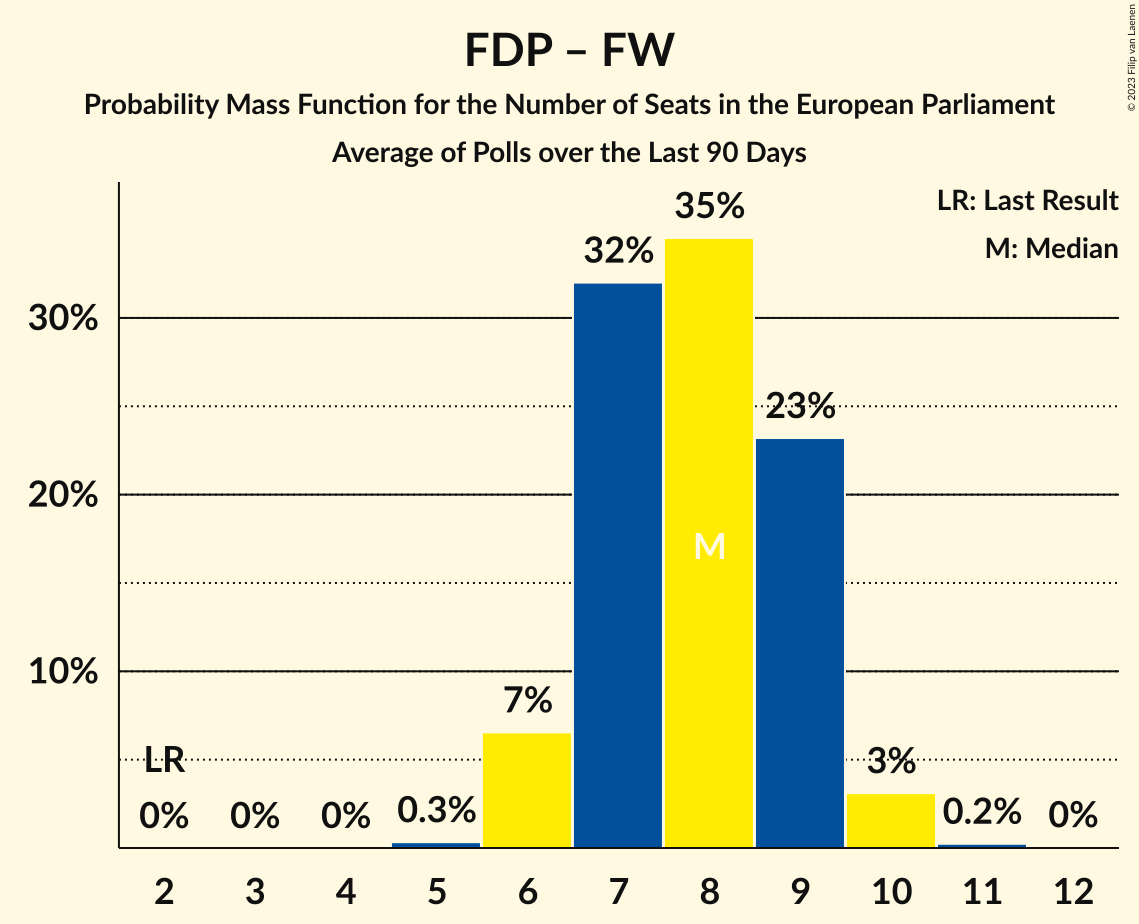 FDP – FW
Probability Mass Function for the Number of Seats in the European Parliament
Average of Polls over the Last 90 Days
© 2023 Filip van Laenen
LR: Last Result
M: Median
30%
20%
10%
LR
0%
0%
0%
0.3%
7%
32%
35%
M
23%
3%
0.2%
0%
2 3 4 5 6 7 8 9 10 11 12